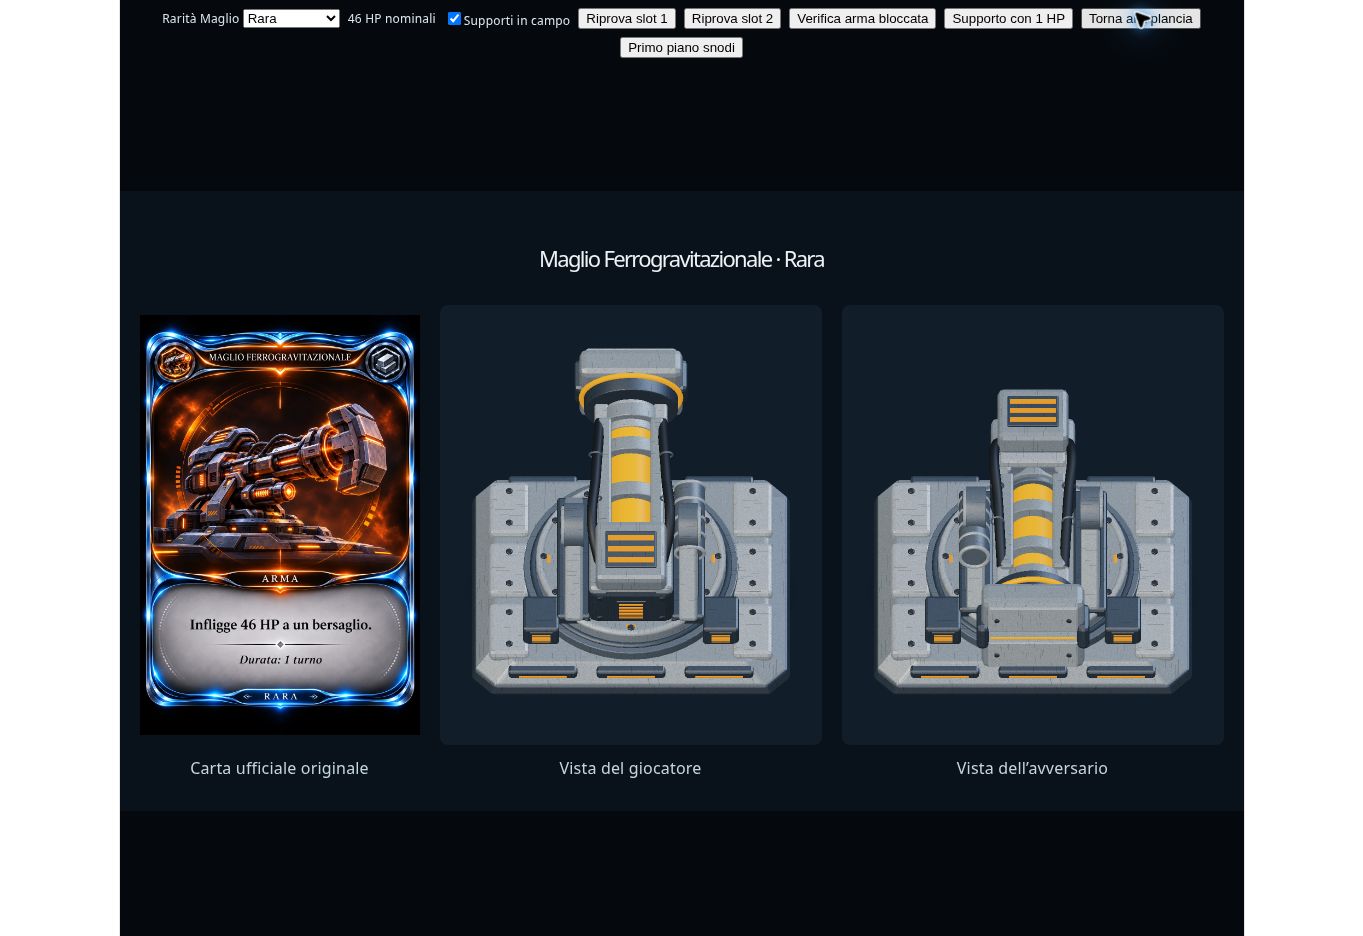 Rarità Maglio Rara 46 HP nominali Supporti in campo Riprova slot 1 Riprova slot 2 Verifica arma bloccata Supporto con 1 HP Torna a plancia
Primo piano snodi
Maglio Ferrogravitazionale · Rara
MAGLIO FERROGRAVITAZIONALE
ARMA
Infligge 46 HP a un bersaglio.
Durata: 1 turno
RARA
Carta ufficiale originale
Vista del giocatore
Vista dell’avversario